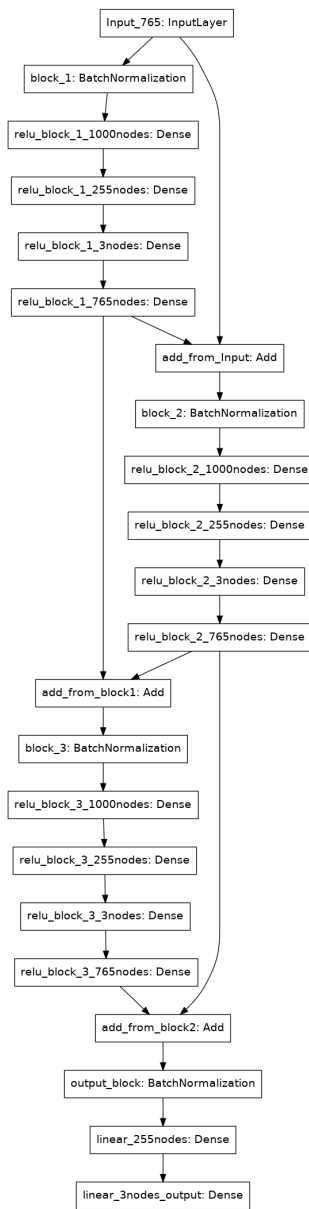 Input_765: InputLayer
block_1: BatchNormalization
relu_block_1_1000nodes: Dense
relu_block_1_255nodes: Dense
relu_block_1_3nodes: Dense
relu_block_1_765nodes: Dense
add_from_Input: Add
block_2: BatchNormalization
relu_block_2_1000nodes: Dense
relu_block_2_255nodes: Dense
relu_block_2_3nodes: Dense
relu_block_2_765nodes: Dense
add_from_block1: Add
block_3: BatchNormalization
relu_block_3_1000nodes: Dense
relu_block_3_255nodes: Dense
relu_block_3_3nodes: Dense
relu_block_3_765nodes: Dense
add_from_block2: Add
output_block: BatchNormalization
linear_255nodes: Dense
linear_3nodes_output: Dense